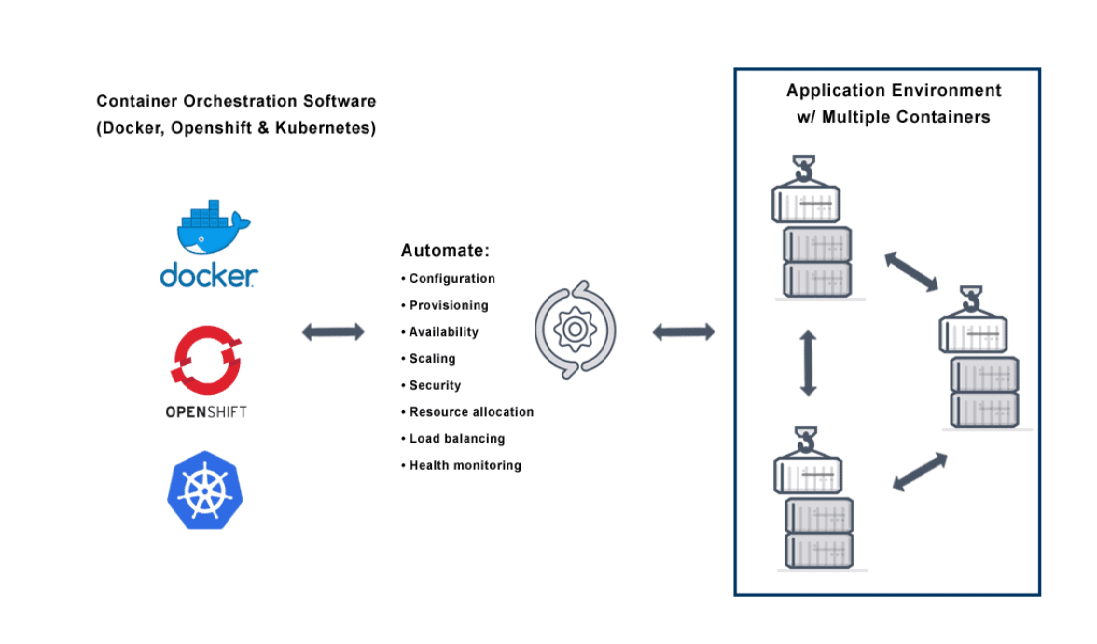 Container Orchestration Software
(Docker, Openshift & Kubernetes)
docker
OPENSHIFT
Automate:
• Configuration
• Provisioning
• Availability
• Scaling
• Security
• Resource allocation
• Load balancing
• Health monitoring
Application Environment
w/ Multiple Containers